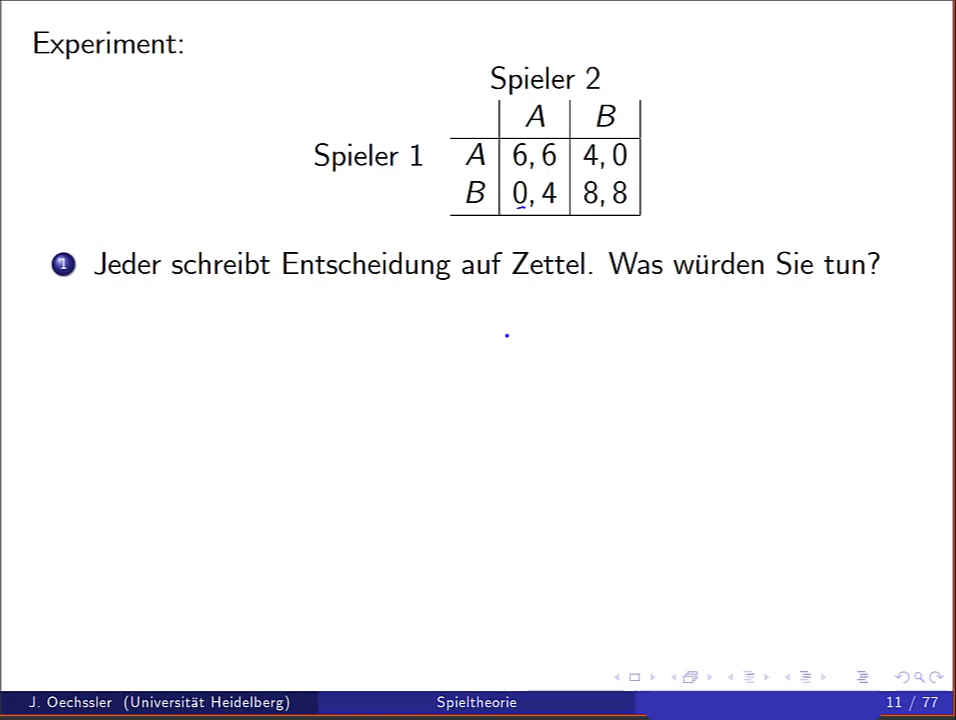 Experiment:
Spieler 2
A B
Spieler 1 A 6, 6 4, 0
B 0, 4 8, 8
1 Jeder schreibt Entscheidung auf Zettel. Was würden Sie tun?
J. Oechssler (Universität Heidelberg) Spieltheorie 11 / 77